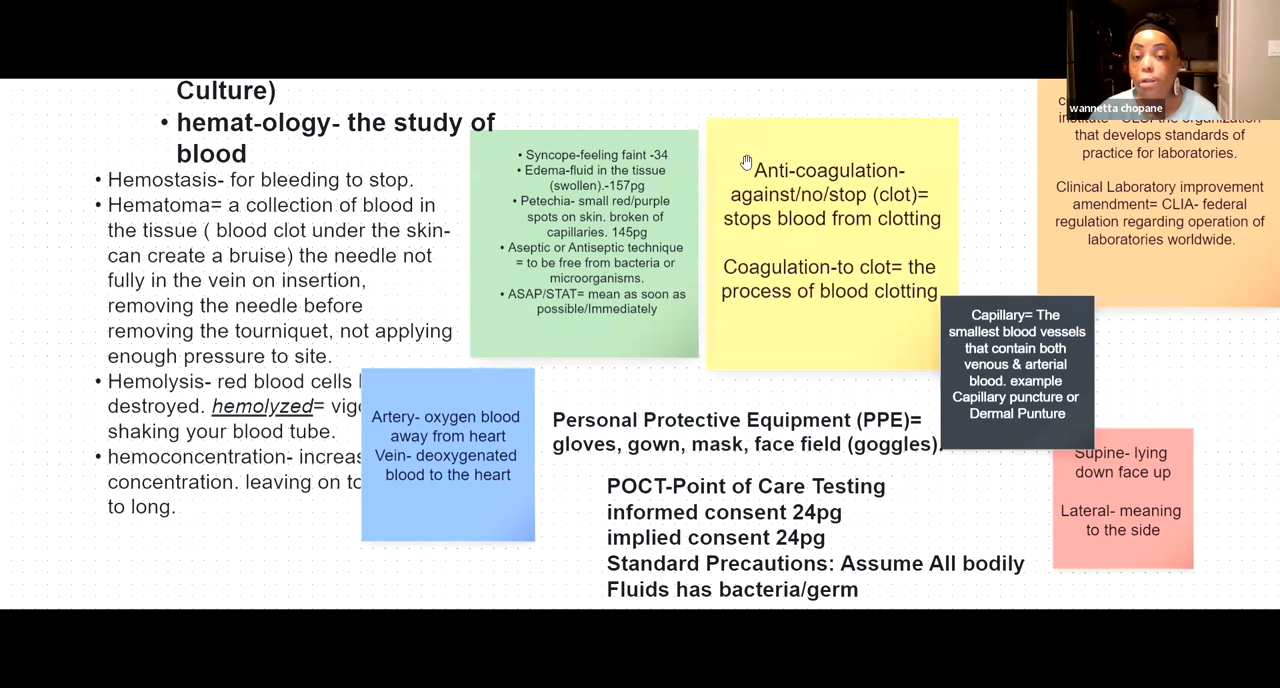 Culture)
• hemat-ology- the study of
blood
• Hemostasis- for bleeding to stop.
• Hematoma= a collection of blood in
the tissue ( blood clot under the skin-
can create a bruise) the needle not
fully in the vein on insertion,
removing the needle before
removing the tourniquet, not applying
enough pressure to site.
• Hemolysis- red blood cells
destroyed. hemolyzed=
shaking your blood tube.
• hemoconcentration-
concentration. leaving on
to long.
• Syncope-feeling faint -34
• Edema-fluid in the tissue
(swollen).-157pg
• Petechia- small red/purple
spots on skin. broken of
capillaries. 145pg
• Aseptic or Antiseptic technique
= to be free from bacteria or
microorganisms.
• ASAP/STAT= mean as soon as
possible/Immediately
Anti-coagulation-
against/no/stop (clot)=
stops blood from clotting
Coagulation-to clot= the
process of blood clotting
wannetta chopane
that develops standards of
practice for laboratories.
Clinical Laboratory improvement
amendment= CLIA- federal
regulation regarding operation of
laboratories worldwide.
Capillary= The
smallest blood vessels
that contain both
venous & arterial
blood. example
Capillary puncture or
Dermal Punture
Artery- oxygen blood
away from heart
Vein- deoxygenated
blood to the heart
Personal Protective Equipment (PPE)=
gloves, gown, mask, face field (goggles).
POCT-Point of Care Testing
informed consent 24pg
implied consent 24pg
Standard Precautions: Assume All bodily
Fluids has bacteria/germ
Supine- lying
down face up
Lateral- meaning
to the side